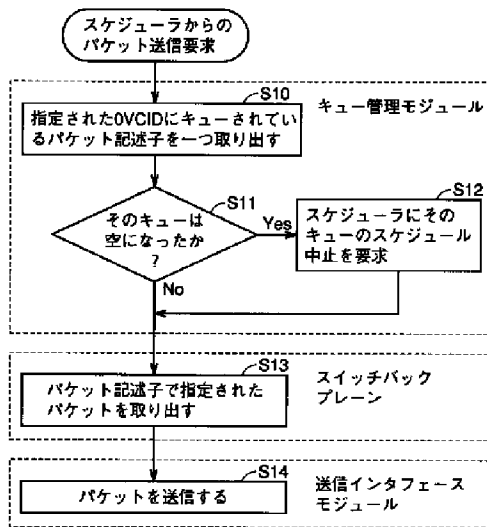 スケジューラからの
パケット送信要求
S10
キュー管理モジュール
指定されたOVCIDにキューされてい
るパケット記述子を一つ取り出す
S11
そのキューは
空になったか
?
Yes
S12
スケジューラにその
キューのスケジュール
中止を要求
No
S13
スイッチバック
プレーン
パケット記述子で指定された
パケットを取り出す
S14
送信インタフェース
モジュール
パケットを送信する